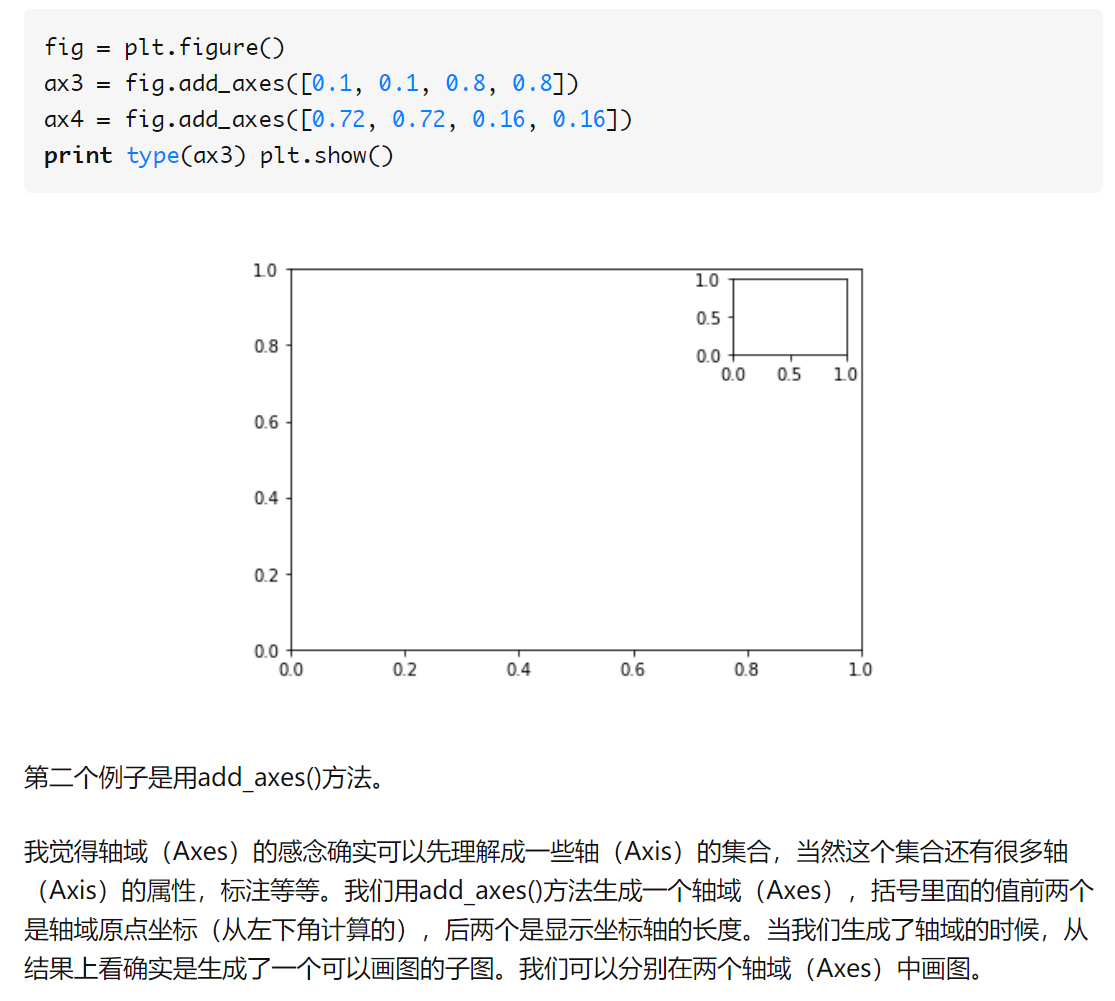 fig = plt.figure()
ax3 = fig.add_axes([0.1, 0.1, 0.8, 0.8])
ax4 = fig.add_axes([0.72, 0.72, 0.16, 0.16])
print type(ax3) plt.show()
1.0
0.8
0.6
0.4
0.2
0.0
0.0 0.2 0.4 0.6 0.8 1.0
1.0
0.5
0.0
0.0 0.5 1.0
第二个例子是用add_axes()方法。
我觉得轴域（Axes）的感念确实可以先理解成一些轴（Axis）的集合，当然这个集合还有很多轴
（Axis）的属性，标注等等。我们用add_axes()方法生成一个轴域（Axes），括号里面的值前两个
是轴域原点坐标（从左下角计算的），后两个是显示坐标轴的长度。当我们生成了轴域的时候，从
结果上看确实是生成了一个可以画图的子图。我们可以分别在两个轴域（Axes）中画图。